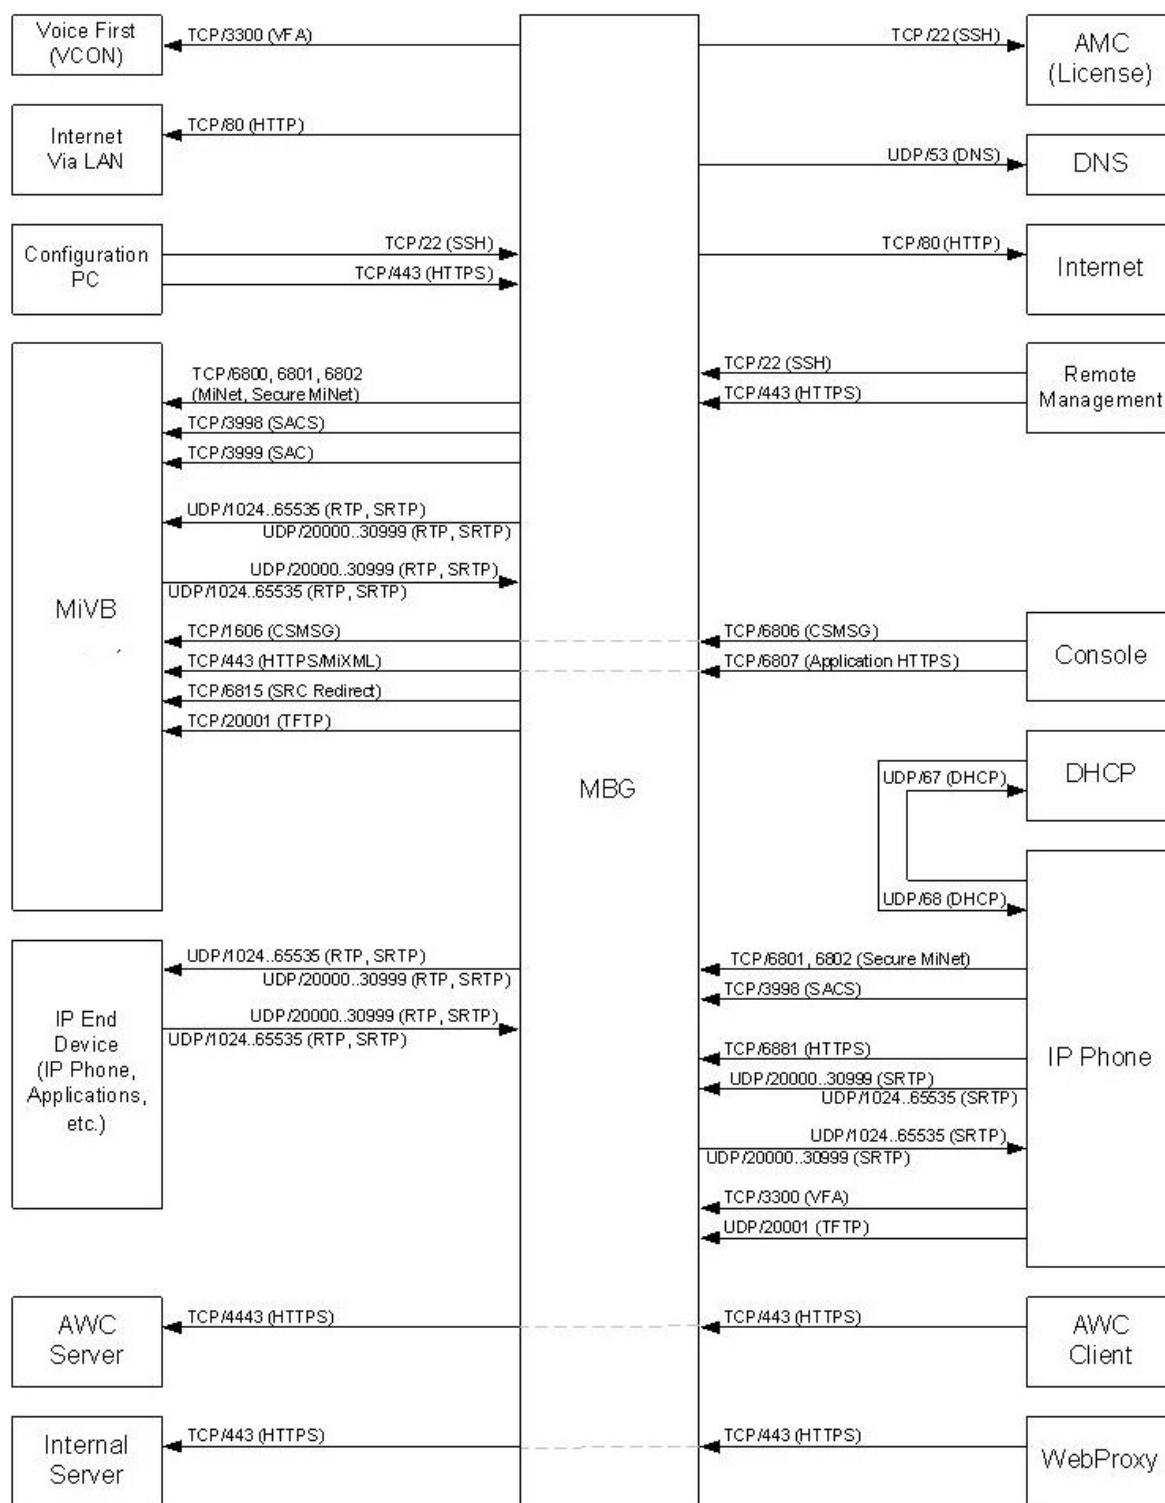 Voice First
(VCON)
TCP/3300 (VFA)
TCP/22 (SSH)
AMC
(License)
Internet
Via LAN
TCP/80 (HTTP)
UDP/53 (DNS)
DNS
Configuration
PC
TCP/22 (SSH)
TCP/443 (HTTPS)
TCP/80 (HTTP)
Internet
MiVB
TCP/6800, 6801, 6802
(MiNet, Secure MiNet)
TCP/3998 (SACS)
TCP/3999 (SAC)
UDP/1024..65535 (RTP, SRTP)
UDP/20000..30999 (RTP, SRTP)
UDP/20000..30999 (RTP, SRTP)
UDP/1024..65535 (RTP, SRTP)
TCP/1606 (CSMSG)
TCP/443 (HTTPS/MiXML)
TCP/6815 (SRC Redirect)
TCP/20001 (TFTP)
MBG
TCP/22 (SSH)
TCP/443 (HTTPS)
Remote
Management
TCP/6806 (CSMSG)
TCP/6807 (Application HTTPS)
Console
UDP/67 (DHCP)
DHCP
UDP/68 (DHCP)
IP End
Device
(IP Phone,
Applications,
etc.)
UDP/1024..65535 (RTP, SRTP)
UDP/20000..30999 (RTP, SRTP)
UDP/20000..30999 (RTP, SRTP)
UDP/1024..65535 (RTP, SRTP)
TCP/6801, 6802 (Secure MiNet)
TCP/3998 (SACS)
TCP/6881 (HTTPS)
UDP/20000..30999 (SRTP)
UDP/1024..65535 (SRTP)
UDP/1024..65535 (SRTP)
UDP/20000..30999 (SRTP)
TCP/3300 (VFA)
UDP/20001 (TFTP)
IP Phone
AWC
Server
TCP/4443 (HTTPS)
TCP/443 (HTTPS)
AWC
Client
Internal
Server
TCP/443 (HTTPS)
TCP/443 (HTTPS)
WebProxy